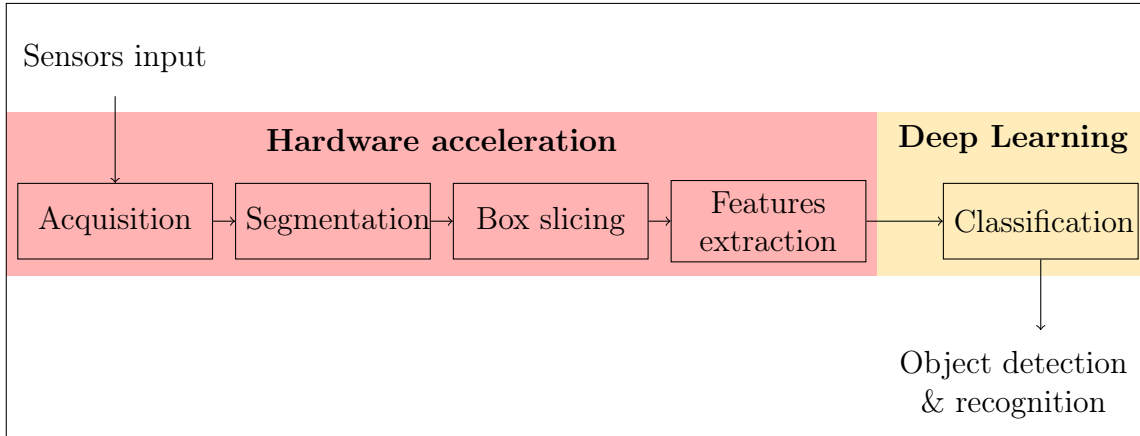 Sensors input
Hardware acceleration
Deep Learning
Acquisition
Segmentation
Box slicing
Features
extraction
Classification
Object detection
& recognition